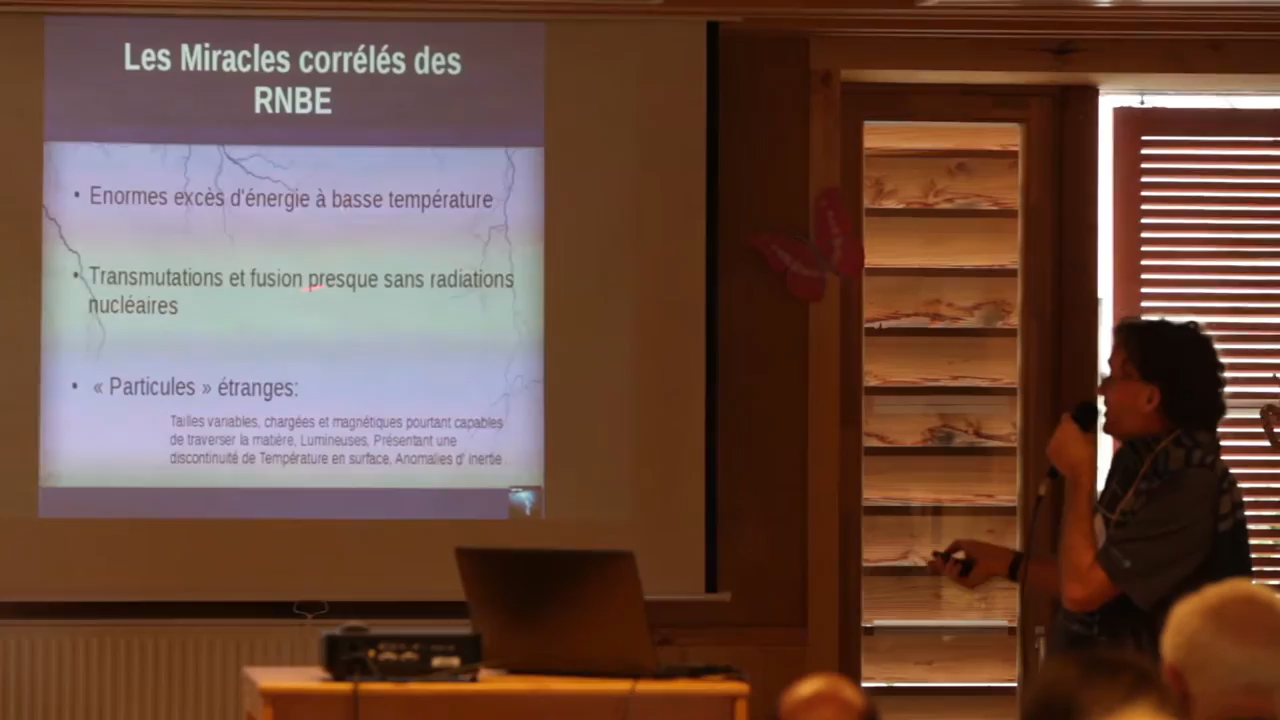 Les Miracles corrélés des
RNBE
• Enormes excès d'énergie à basse température
• Transmutations et fusion presque sans radiations
nucléaires
• « Particules » étranges:
Tailles variables, chargées et magnétiques pourtant capables
de traverser la matière, Lumineuses, Présentant une
discontinuité de Température en surface, Anomalies d' inertie